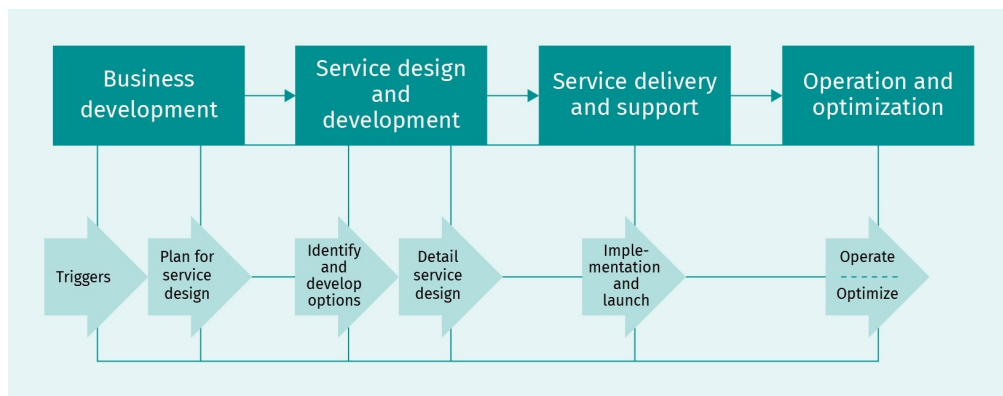 Business
development
Service design
and
development
Service delivery
and support
Operation and
optimization
Triggers
Plan for
service
design
Identify
and
develop
options
Detail
service
design
Imple-
mentation
and
launch
Operate
Optimize